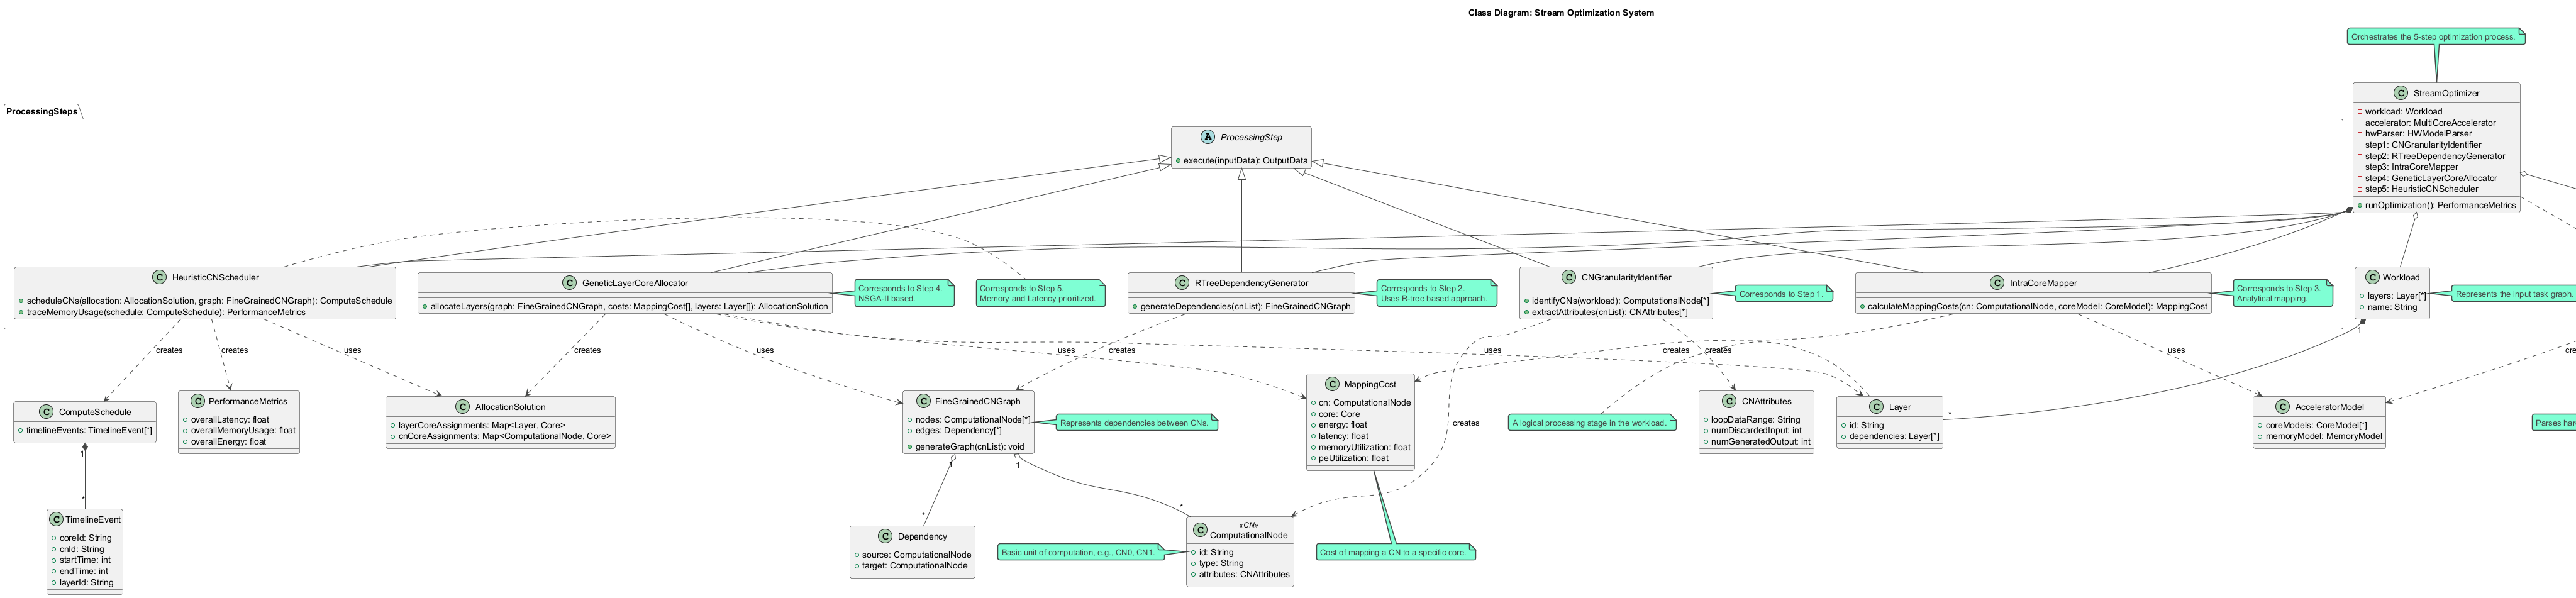 Class Diagram: Stream Optimization System
Orchestrates the 5-step optimization process.
StreamOptimizer
workload: Workload
accelerator: MultiCoreAccelerator
hwParser: HWModelParser
step1: CNGranularityIdentifier
step2: RTreeDependencyGenerator
step3: IntraCoreMapper
step4: GeneticLayerCoreAllocator
step5: HeuristicCNScheduler
runOptimization(): PerformanceMetrics
ProcessingSteps
ProcessingStep
execute(inputData): OutputData
HeuristicCNScheduler
scheduleCNs(allocation: AllocationSolution, graph: FineGrainedCNGraph): ComputeSchedule
traceMemoryUsage(schedule: ComputeSchedule): PerformanceMetrics
GeneticLayerCoreAllocator
allocateLayers(graph: FineGrainedCNGraph, costs: MappingCost[], layers: Layer[]): AllocationSolution
Corresponds to Step 4.
NSGA-II based.
Corresponds to Step 5.
Memory and Latency prioritized.
RTreeDependencyGenerator
generateDependencies(cnList): FineGrainedCNGraph
Corresponds to Step 2.
Uses R-tree based approach.
CNGranularityIdentifier
identifyCNs(workload): ComputationalNode[*]
extractAttributes(cnList): CNAttributes[*]
Corresponds to Step 1.
IntraCoreMapper
calculateMappingCosts(cn: ComputationalNode, coreModel: CoreModel): MappingCost
Corresponds to Step 3.
Analytical mapping.
Workload
layers: Layer[*]
name: String
Represents the input task graph.
1
creates
creates
uses
creates
uses
uses
creates
creates
creates
uses
cre
ComputeSchedule
timelineEvents: TimelineEvent[*]
1
*
PerformanceMetrics
overallLatency: float
overallMemoryUsage: float
overallEnergy: float
AllocationSolution
layerCoreAssignments: Map<Layer, Core>
cnCoreAssignments: Map<ComputationalNode, Core>
FineGrainedCNGraph
nodes: ComputationalNode[*]
edges: Dependency[*]
generateGraph(cnList): void
1
1
*
*
Represents dependencies between CNs.
MappingCost
cn: ComputationalNode
core: Core
energy: float
latency: float
memoryUtilization: float
peUtilization: float
creates
A logical processing stage in the workload.
CNAttributes
loopDataRange: String
numDiscardedInput: int
numGeneratedOutput: int
Layer
id: String
dependencies: Layer[*]
*
AcceleratorModel
coreModels: CoreModel[*]
memoryModel: MemoryModel
Parses har
TimelineEvent
coreId: String
cnId: String
startTime: int
endTime: int
layerId: String
Dependency
source: ComputationalNode
target: ComputationalNode
Basic unit of computation, e.g., CN0, CN1.
«CN»
ComputationalNode
id: String
type: String
attributes: CNAttributes
Cost of mapping a CN to a specific core.